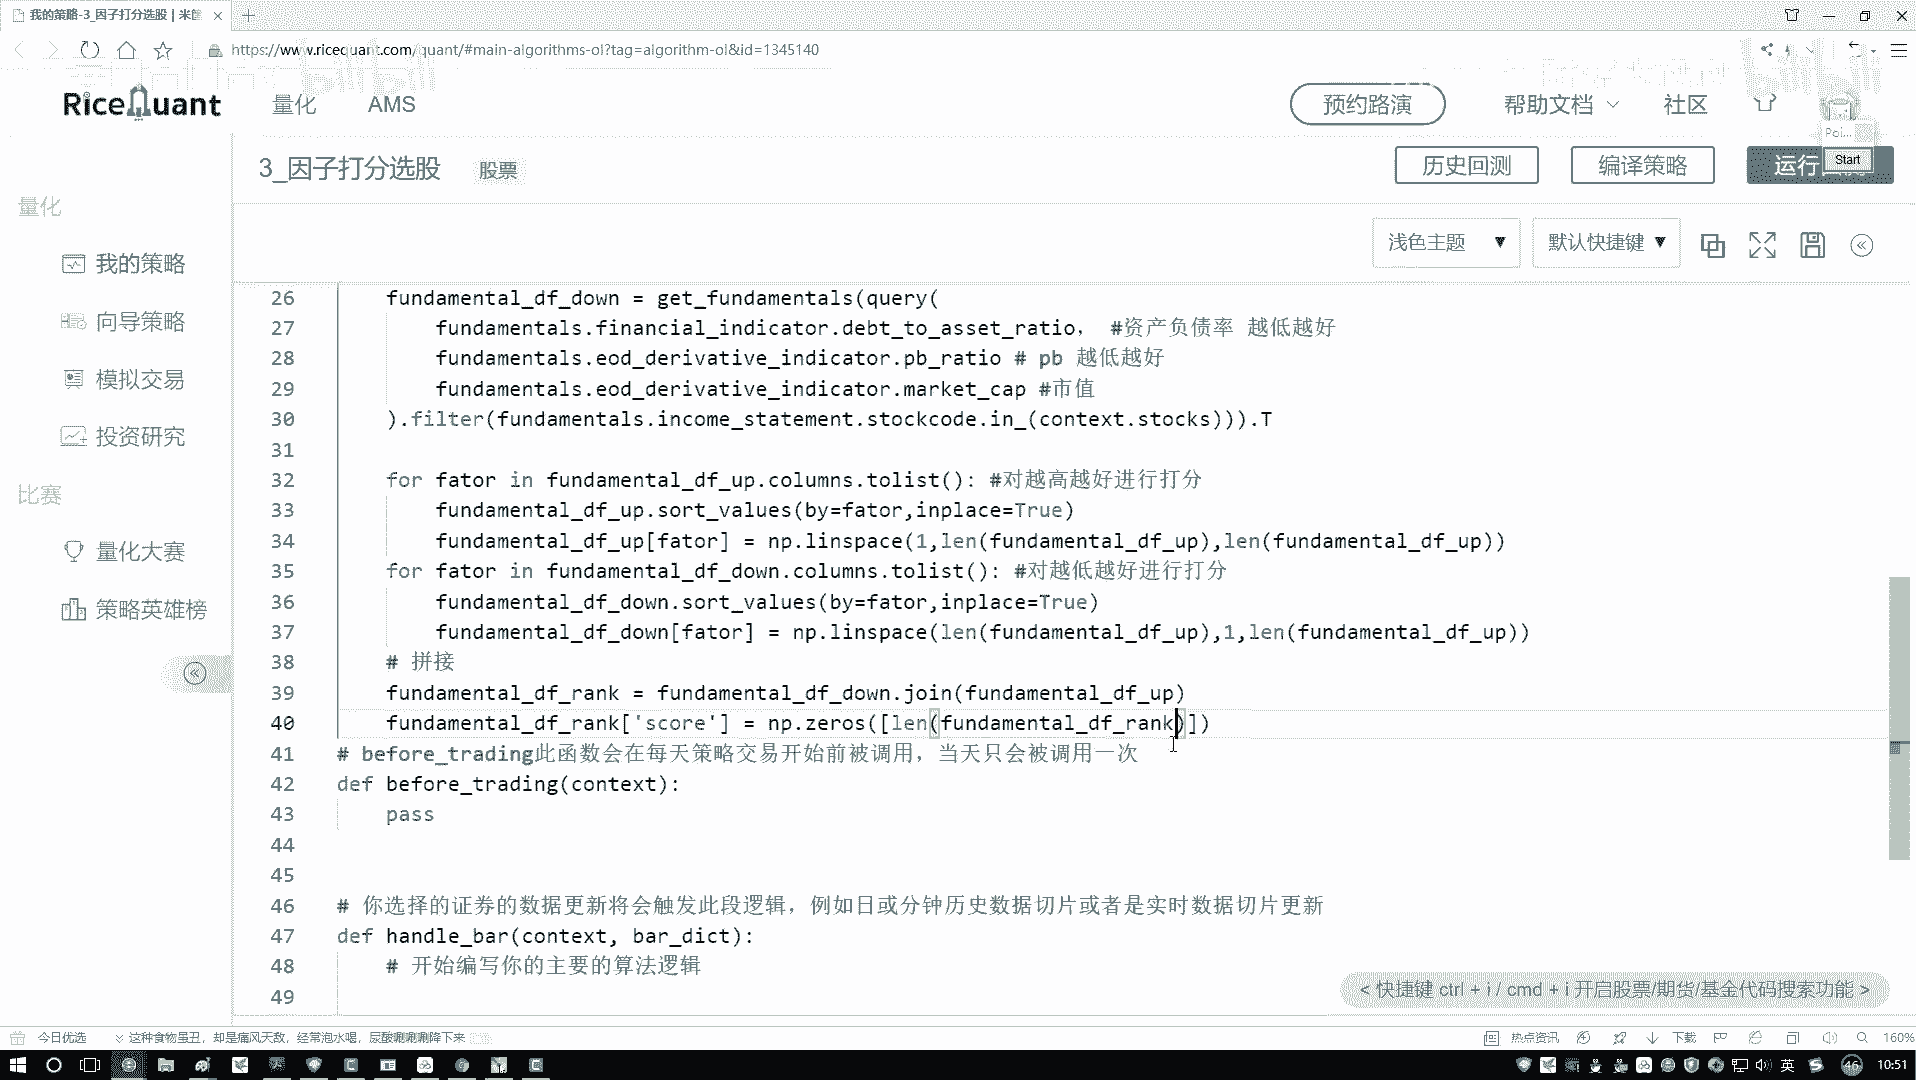 我的策略-3_因子打分选股 | 米筐
https://www.ricequant.com/quant/#main-algorithms-ol?tag=algorithm-ol&id=1345140
RiceQuant
量化
AMS
预约路演
帮助文档
社区
Poi...
3_因子打分选股
股票
历史回测
编译策略
运行
Start
量化
浅色主题
默认快捷键
我的策略
向导策略
模拟交易
投资研究
比赛
量化大赛
策略英雄榜
26 fundamental_df_down = get_fundamentals(query(
27 fundamentals.financial_indicator.debt_to_asset_ratio， #资产负债率 越低越好
28 fundamentals.eod_derivative_indicator.pb_ratio # pb 越低越好
29 fundamentals.eod_derivative_indicator.market_cap #市值
30 ).filter(fundamentals.income_statement.stockcode.in_(context.stocks))).T
31
32 for fator in fundamental_df_up.columns.tolist(): #对越高越好进行打分
33 fundamental_df_up.sort_values(by=fator,inplace=True)
34 fundamental_df_up[fator] = np.linspace(1,len(fundamental_df_up),len(fundamental_df_up))
35 for fator in fundamental_df_down.columns.tolist(): #对越低越好进行打分
36 fundamental_df_down.sort_values(by=fator,inplace=True)
37 fundamental_df_down[fator] = np.linspace(len(fundamental_df_up),1,len(fundamental_df_up))
38 # 拼接
39 fundamental_df_rank = fundamental_df_down.join(fundamental_df_up)
40 fundamental_df_rank['score'] = np.zeros([len(fundamental_df_rank)])
41 # before_trading此函数会在每天策略交易开始前被调用，当天只会被调用一次
42 def before_trading(context):
43 pass
44
45
46 # 你选择的证券的数据更新将会触发此段逻辑，例如日或分钟历史数据切片或者是实时数据切片更新
47 def handle_bar(context, bar_dict):
48 # 开始编写你的主要的算法逻辑
49
< 快捷键 ctrl + i / cmd + i 开启股票/期货/基金代码搜索功能 >
今日优选
这种食物虽丑，却是痛风天敌，经常泡水喝，尿酸唰唰唰降下来
热点资讯
下载
160%
英
46
10:51